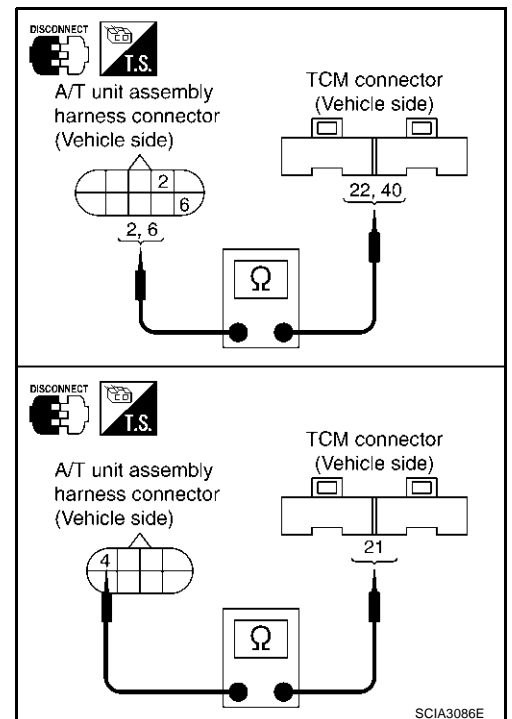 DISCONNECT
T.S.
A/T unit assembly
harness connector
(Vehicle side)
TCM connector
(Vehicle side)
2
6
2, 6
22, 40
Ω
DISCONNECT
T.S.
A/T unit assembly
harness connector
(Vehicle side)
TCM connector
(Vehicle side)
4
21
Ω
SCIA3086E